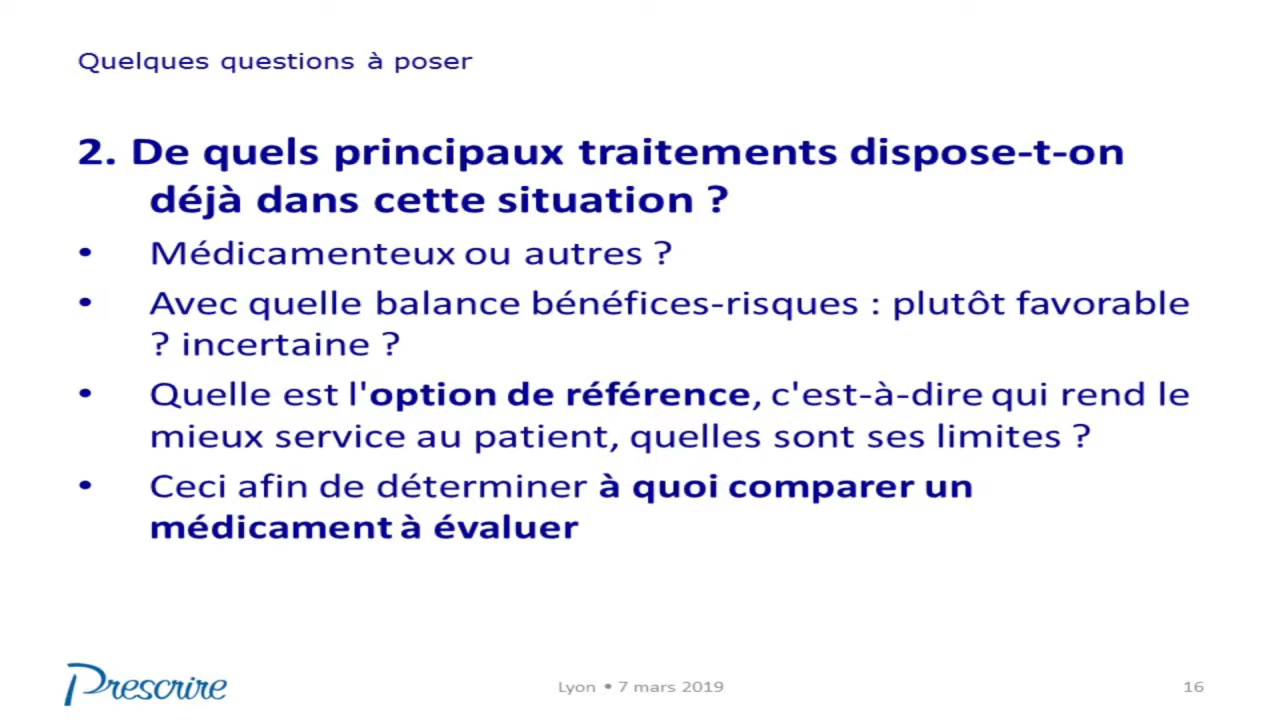 Quelques questions à poser
2. De quels principaux traitements dispose-t-on
déjà dans cette situation ?
• Médicamenteux ou autres ?
• Avec quelle balance bénéfices-risques : plutôt favorable
? incertaine ?
• Quelle est l'option de référence, c'est-à-dire qui rend le
mieux service au patient, quelles sont ses limites ?
• Ceci afin de déterminer à quoi comparer un
médicament à évaluer
Prescrire
Lyon • 7 mars 2019
16